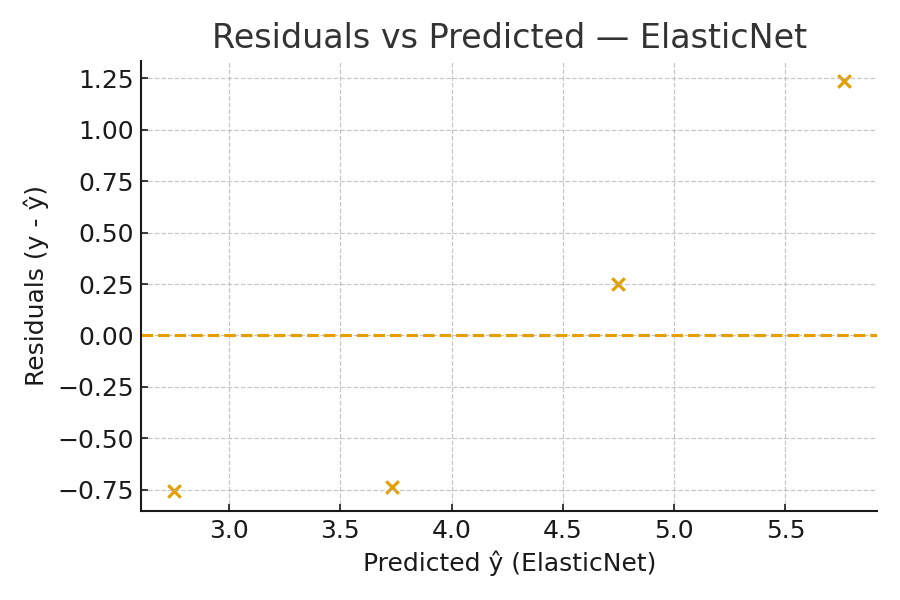 Residuals vs Predicted — ElasticNet
1.25
1.00
0.75
0.50
0.25
0.00
−0.25
−0.50
−0.75
Residuals (y - ŷ)
3.0 3.5 4.0 4.5 5.0 5.5
Predicted ŷ (ElasticNet)